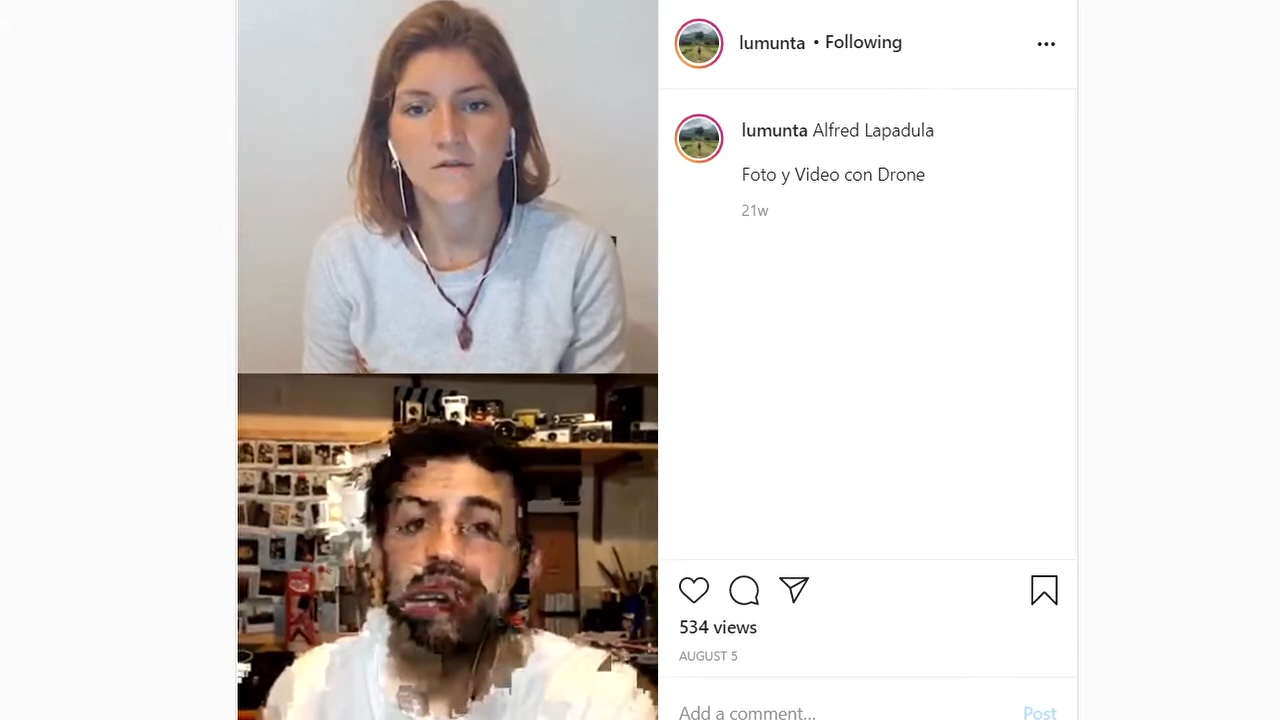 lumunta • Following
lumunta Alfred Lapadula
Foto y Video con Drone
21w
534 views
AUGUST 5
Add a comment...
Post